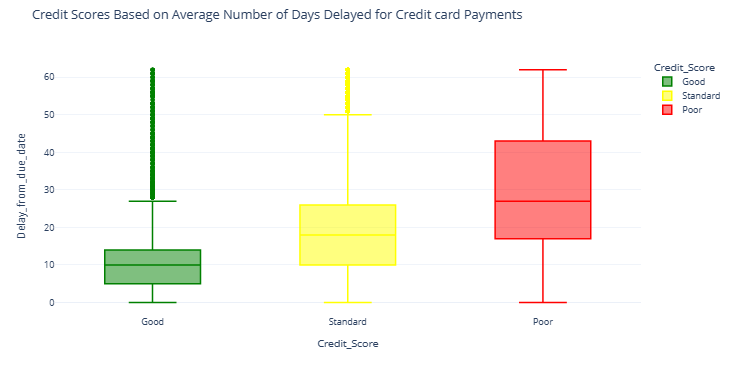 Credit Scores Based on Average Number of Days Delayed for Credit card Payments
Credit_Score
Good
Standard
Poor
Delay_from_due_date
60
50
40
30
20
10
0
Good Standard Poor
Credit_Score